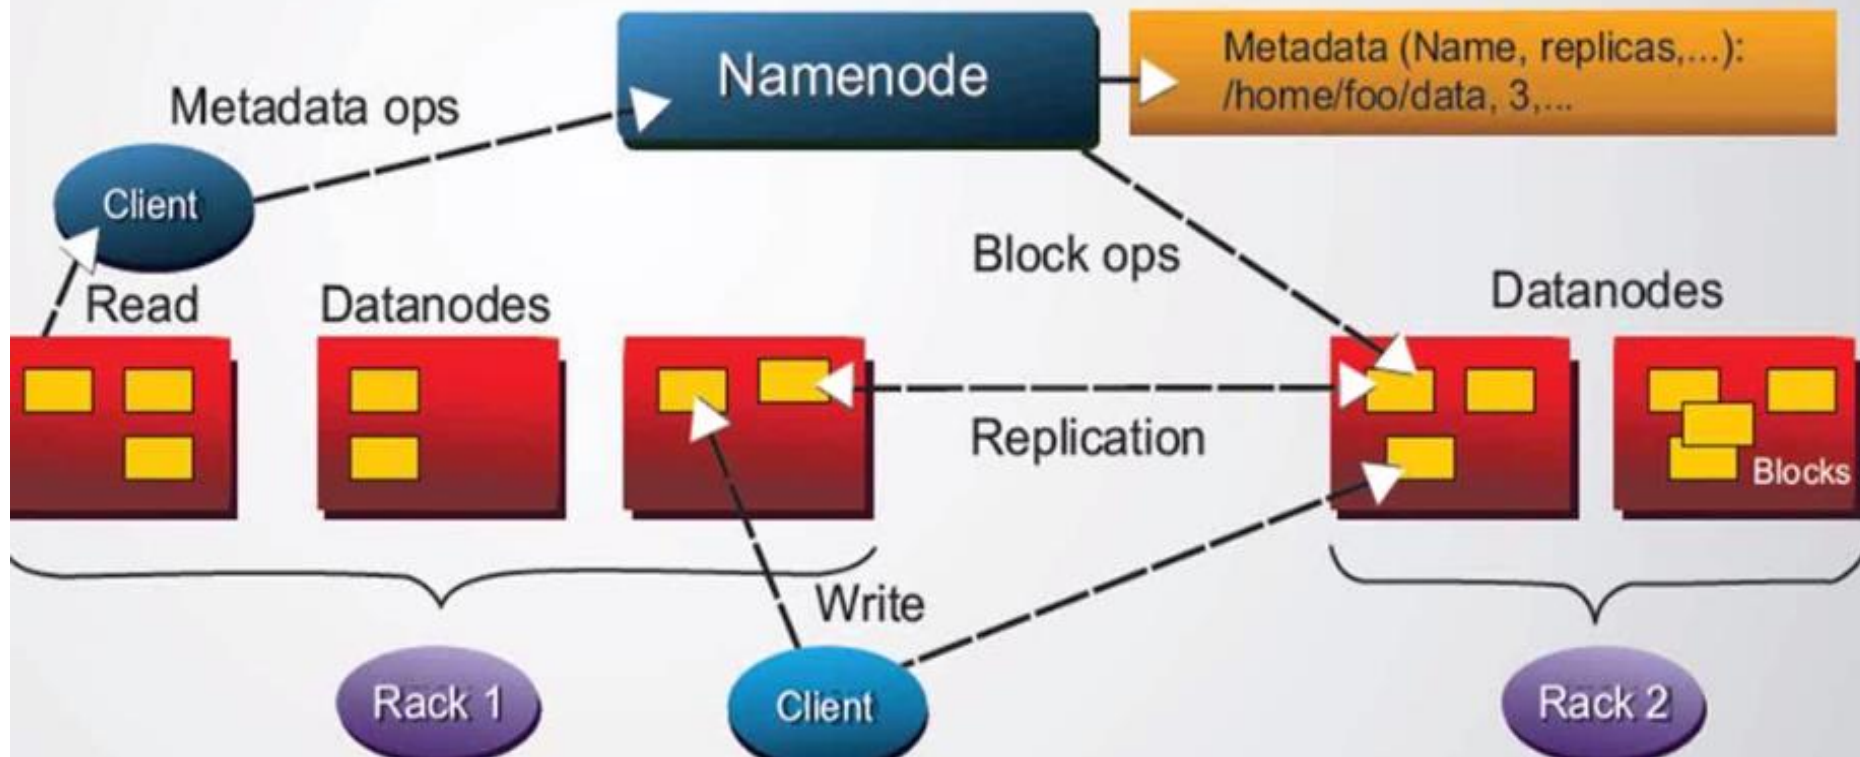 Namenode
Metadata (Name, replicas,...):
/home/foo/data, 3,...
Metadata ops
Client
Block ops
Read
Datanodes
Datanodes
Replication
Blocks
Write
Rack 1
Client
Rack 2